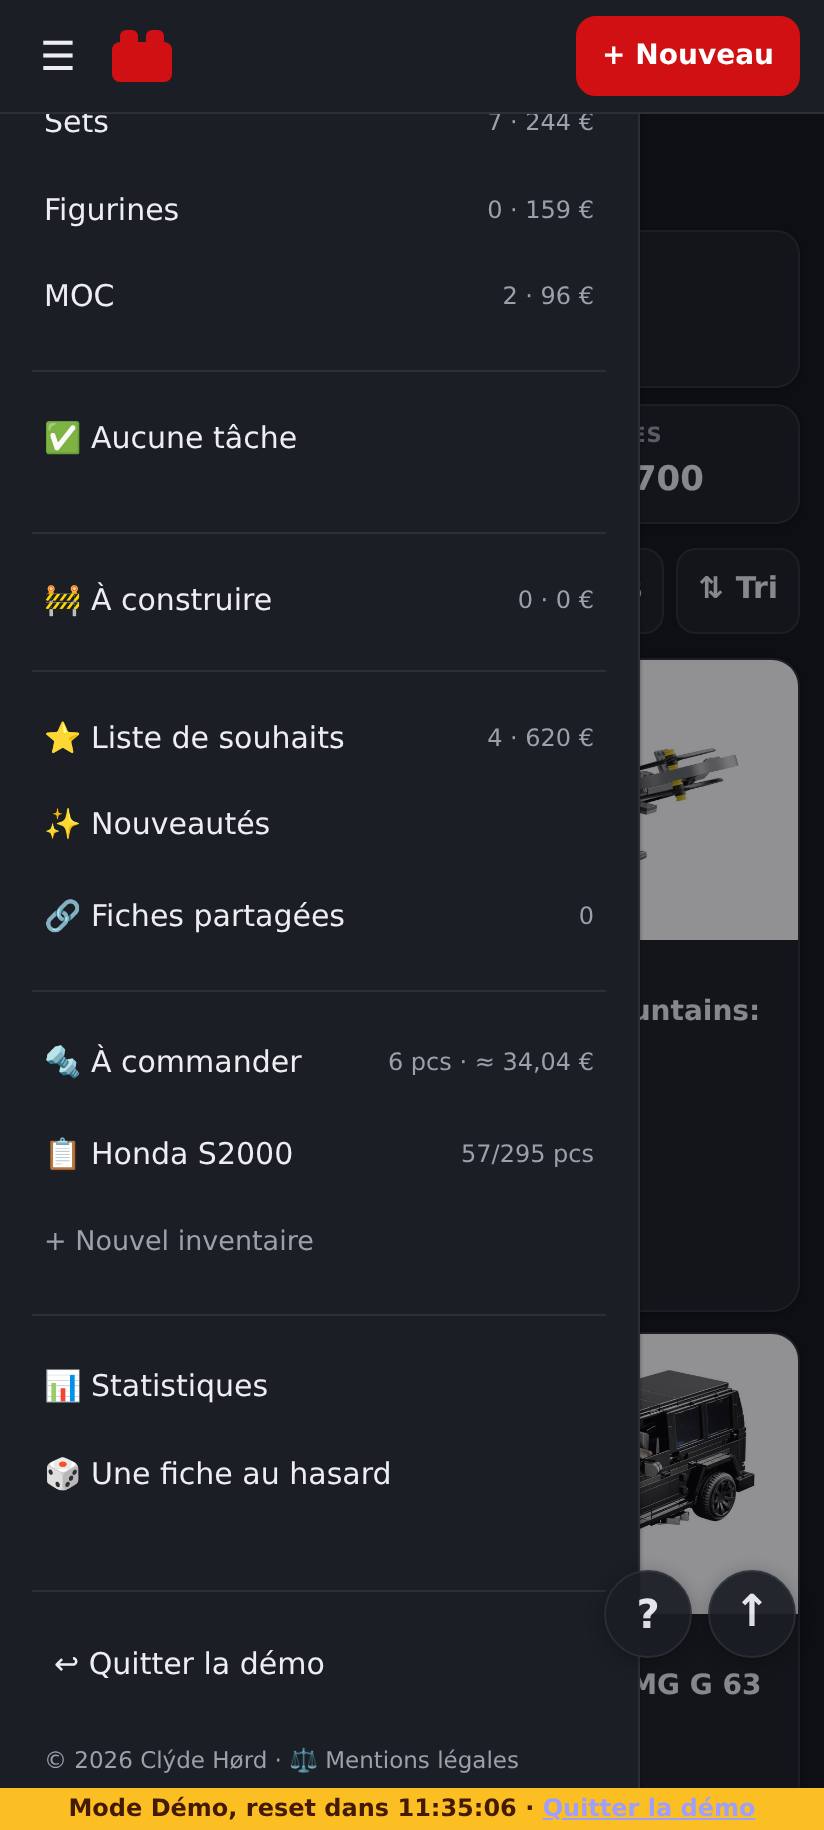 ☰ + Nouveau
Sets 7 · 244 €
Figurines 0 · 159 €
MOC 2 · 96 €
ES
✅ Aucune tâche
700
⇅ Tri
🚧 À construire 0 · 0 €
⭐ Liste de souhaits 4 · 620 €
✨ Nouveautés
🔗 Fiches partagées 0
untains:
🔩 À commander 6 pcs · ≈ 34,04 €
📋 Honda S2000 57/295 pcs
+ Nouvel inventaire
📊 Statistiques
🎲 Une fiche au hasard
? ↑
↩ Quitter la démo
MG G 63
© 2026 Clýde Hørd · ⚖️ Mentions légales
Mode Démo, reset dans 11:35:06 · Quitter la démo